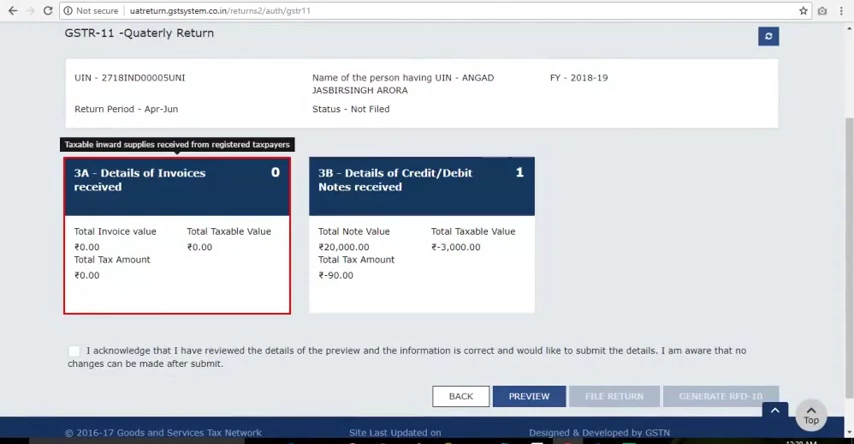 Not secure | uatreturn.gstsystem.co.in/returns2/auth/gstr11
GSTR-11 -Quaterly Return
UIN - 2718IND00005UNI
Name of the person having UIN - ANGAD
JASBIRSINGH ARORA
FY - 2018-19
Return Period - Apr-Jun
Status - Not Filed
Taxable inward supplies received from registered taxpayers
3A - Details of Invoices
received
0
3B - Details of Credit/Debit
Notes received
1
Total Invoice value
Total Taxable Value
₹0.00
₹0.00
Total Tax Amount
₹0.00
Total Note Value
Total Taxable Value
₹20,000.00
₹-3,000.00
Total Tax Amount
₹-90.00
I acknowledge that I have reviewed the details of the preview and the information is correct and would like to submit the details. I am aware that no
changes can be made after submit.
BACK
PREVIEW
FILE RETURN
GENERATE RFD-10
Top
© 2016-17 Goods and Services Tax Network
Site Last Updated on
Designed & Developed by GSTN